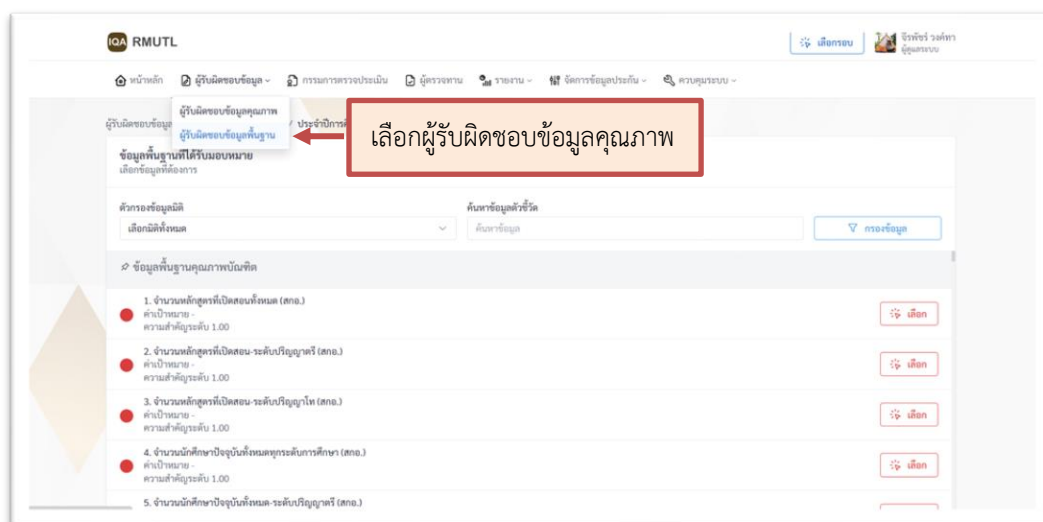 IQA RMUTL
เลือกรอบ
จิรพัชร์ วงค์ทา
ผู้ดูแลระบบ
หน้าหลัก ผู้รับผิดชอบข้อมูล กรรมการตรวจประเมิน ผู้ตรวจทาน รายงาน จัดการข้อมูลประกัน ควบคุมระบบ
ผู้รับผิดชอบข้อมูลคุณภาพ
ผู้รับผิดชอบข้อมูลพื้นฐาน
ผู้รับผิดชอบข้อมูล / ประจำปีการ
เลือกผู้รับผิดชอบข้อมูลคุณภาพ
ข้อมูลพื้นฐานที่ได้รับมอบหมาย
เลือกข้อมูลที่ต้องการ
ตัวกรองข้อมูลมิติ ค้นหาข้อมูลตัวชี้วัด
เลือกมิติทั้งหมด ค้นหาข้อมูล กรองข้อมูล
ข้อมูลพื้นฐานคุณภาพบัณฑิต
1. จำนวนหลักสูตรที่เปิดสอนทั้งหมด (สกอ.)
ค่าเป้าหมาย -
ความสำคัญระดับ 1.00
เลือก
2. จำนวนหลักสูตรที่เปิดสอน-ระดับปริญญาตรี (สกอ.)
ค่าเป้าหมาย -
ความสำคัญระดับ 1.00
เลือก
3. จำนวนหลักสูตรที่เปิดสอน-ระดับปริญญาโท (สกอ.)
ค่าเป้าหมาย -
ความสำคัญระดับ 1.00
เลือก
4. จำนวนนักศึกษาปัจจุบันทั้งหมดทุกระดับการศึกษา (สกอ.)
ค่าเป้าหมาย -
ความสำคัญระดับ 1.00
เลือก
5. จำนวนนักศึกษาปัจจุบันทั้งหมด-ระดับปริญญาตรี (สกอ.)